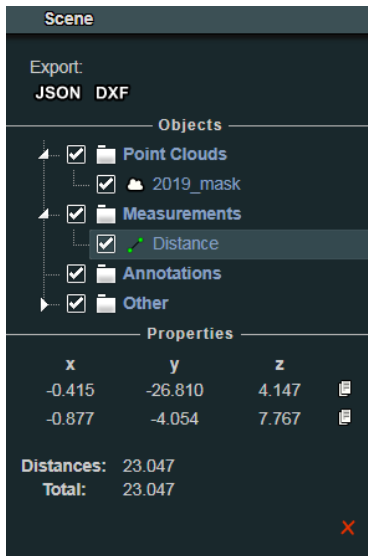 Scene
Export:
JSON DXF
Objects
Point Clouds
2019_mask
Measurements
Distance
Annotations
Other
Properties
x y z
-0.415 -26.810 4.147
-0.877 -4.054 7.767
Distances: 23.047
Total: 23.047